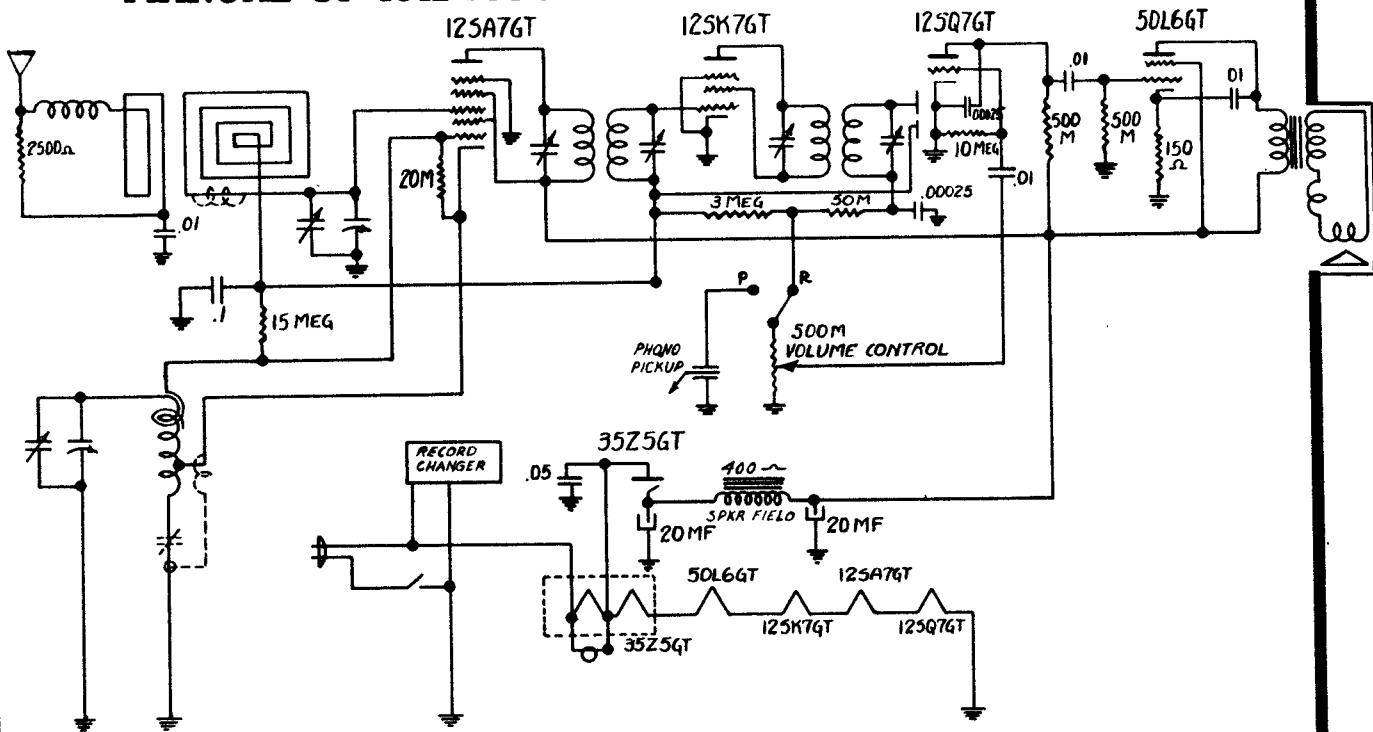 12SA7GT
12SK7GT
12SQ7GT
50L6GT
2500Ω
.01
20M
.00025
10 MEG
.01
500
M
.01
500
M
01
150
Ω
3 MEG
50M
.00025
.1
15 MEG
P
R
500M
VOLUME CONTROL
PHONO
PICKUP
RECORD
CHANGER
35Z5GT
.05
400~
SPKR FIELD
20MF
20MF
50L6GT
12SA7GT
35Z5GT
12SK7GT
12SQ7GT